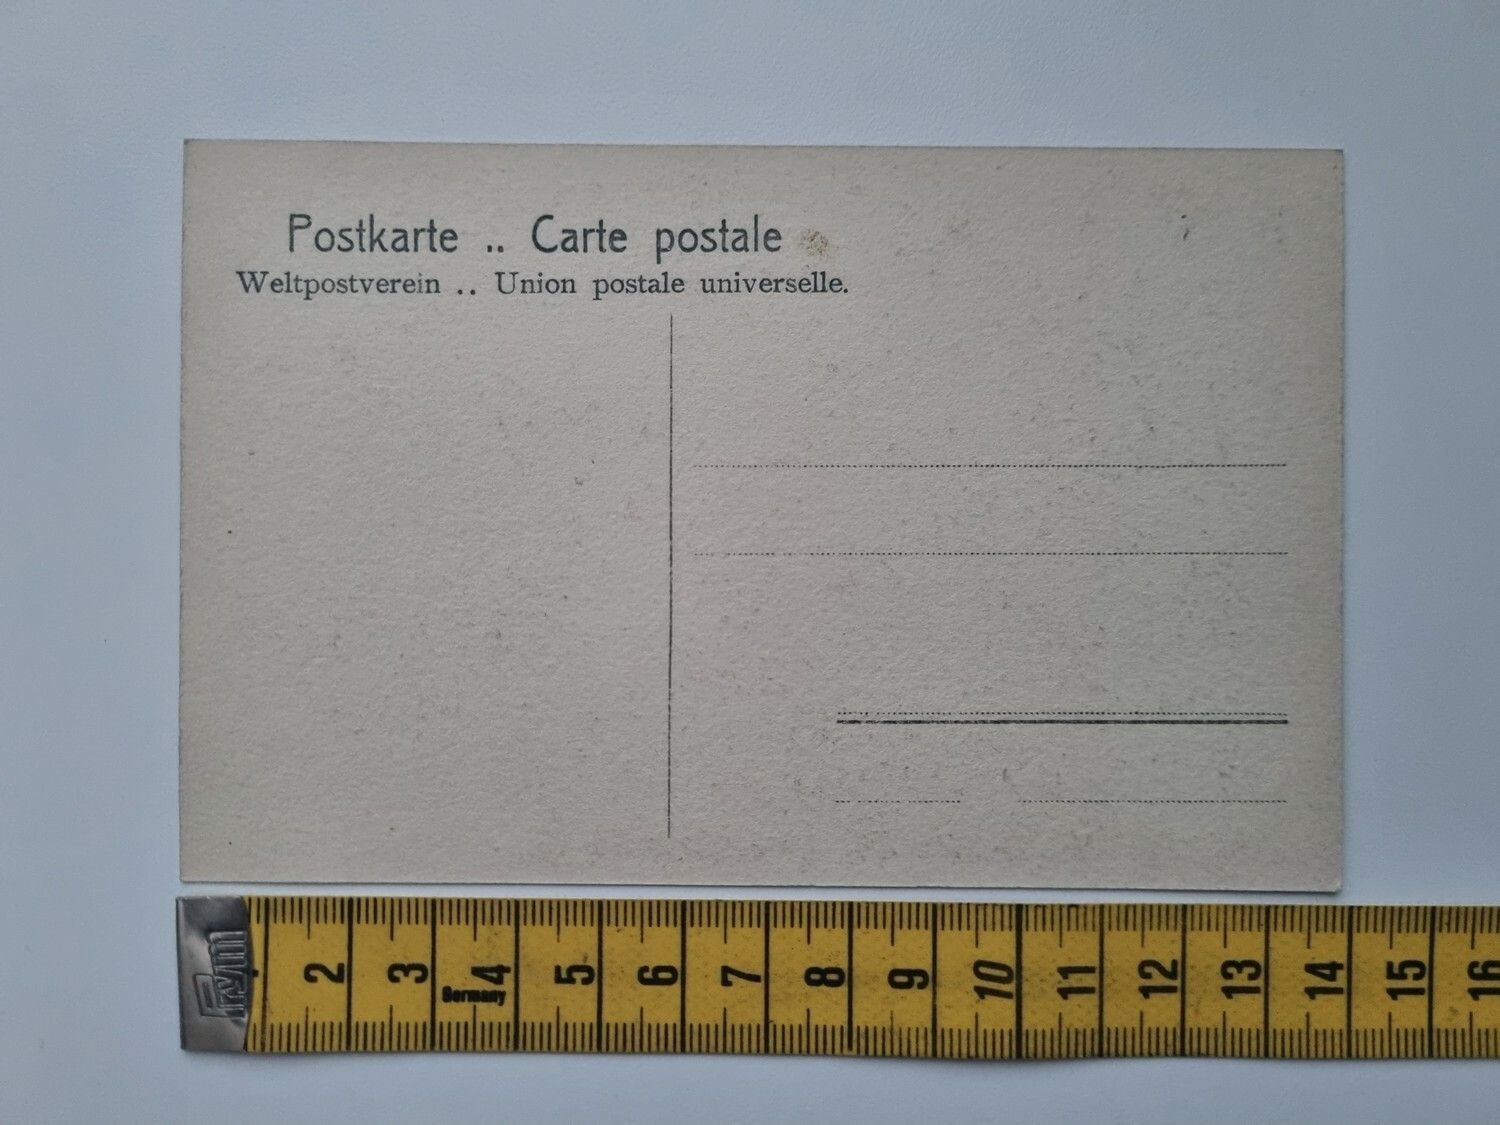 Postkarte .. Carte postale
Weltpostverein .. Union postale universelle.
Prym
2 3 4 5 6 7 8 9 10 11 12 13 14 15 16
Germany